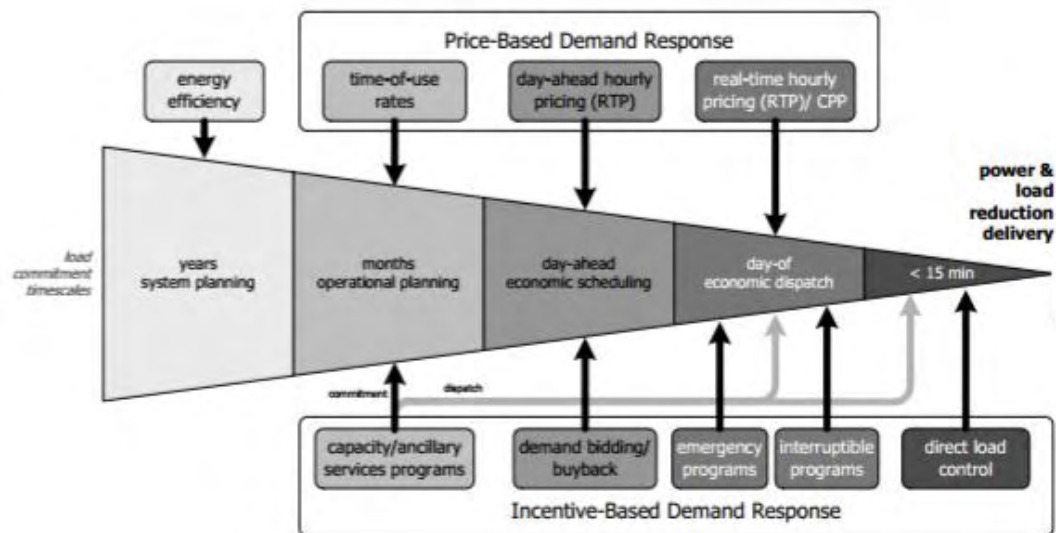 Price-Based Demand Response
energy
efficiency
time-of-use
rates
day-ahead hourly
pricing (RTP)
real-time hourly
pricing (RTP)/ CPP
power &
load
reduction
delivery
load
commitment
timescales
years
system planning
months
operational planning
day-ahead
economic scheduling
day-of
economic dispatch
< 15 min
commitment
dispatch
capacity/ancillary
services programs
demand bidding/
buyback
emergency
programs
interruptible
programs
direct load
control
Incentive-Based Demand Response